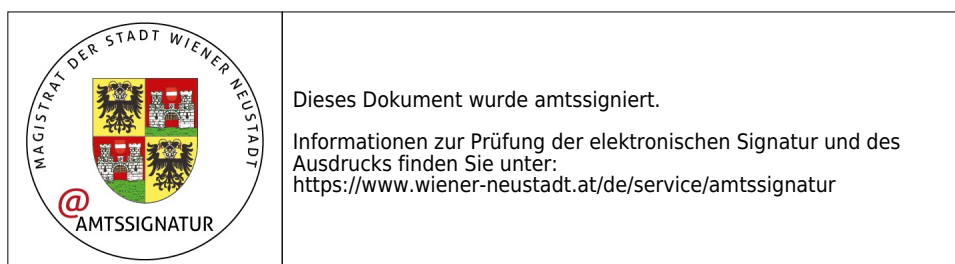 MAGISTRAT DER STADT WIENER NEUSTADT
@
AMTSSIGNATUR
Dieses Dokument wurde amtssigniert.
Informationen zur Prüfung der elektronischen Signatur und des
Ausdrucks finden Sie unter:
https://www.wiener-neustadt.at/de/service/amtssignatur